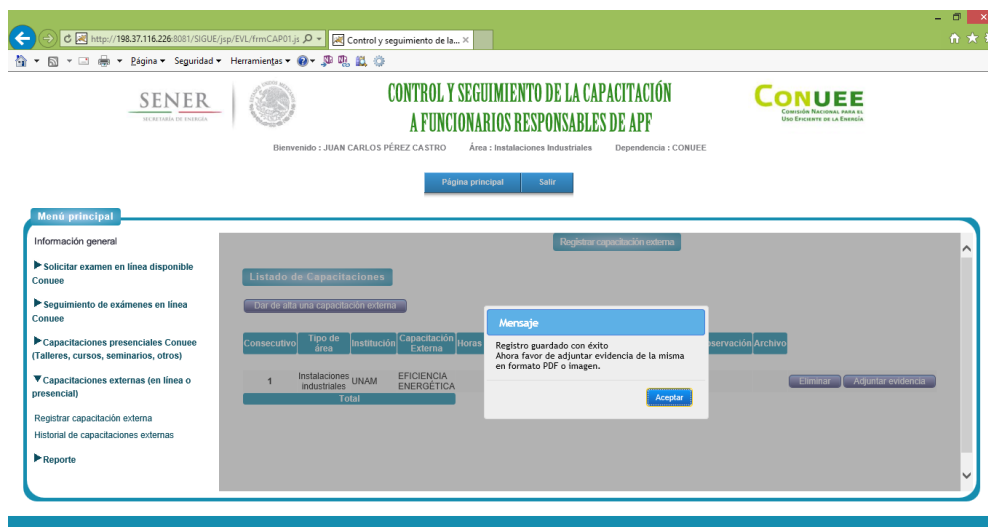 http://198.37.116.226:8081/SIGUE/jsp/EVL/frmCAP01.js
Control y seguimiento de la...
Página Seguridad Herramientas
SENER
SECRETARÍA DE ENERGÍA
CONTROL Y SEGUIMIENTO DE LA CAPACITACIÓN
A FUNCIONARIOS RESPONSABLES DE APF
CONUEE
COMISIÓN NACIONAL PARA EL
USO EFICIENTE DE LA ENERGÍA
Bienvenido : JUAN CARLOS PÉREZ CASTRO Área : Instalaciones Industriales Dependencia : CONUEE
Página principal Salir
Menú principal
Información general
Solicitar examen en línea disponible
Conuee
Seguimiento de exámenes en línea
Conuee
Capacitaciones presenciales Conuee
(Talleres, cursos, seminarios, otros)
Capacitaciones externas (en línea o
presencial)
Registrar capacitación externa
Historial de capacitaciones externas
Reporte
Registrar capacitación externa
Listado de Capacitaciones
Dar de alta una capacitación externa
Consecutivo Tipo de área Institución Capacitación Externa Horas servación Archivo
1 Instalaciones industriales UNAM EFICIENCIA ENERGÉTICA Eliminar Adjuntar evidencia
Total
Mensaje
Registro guardado con éxito
Ahora favor de adjuntar evidencia de la misma
en formato PDF o imagen.
Aceptar